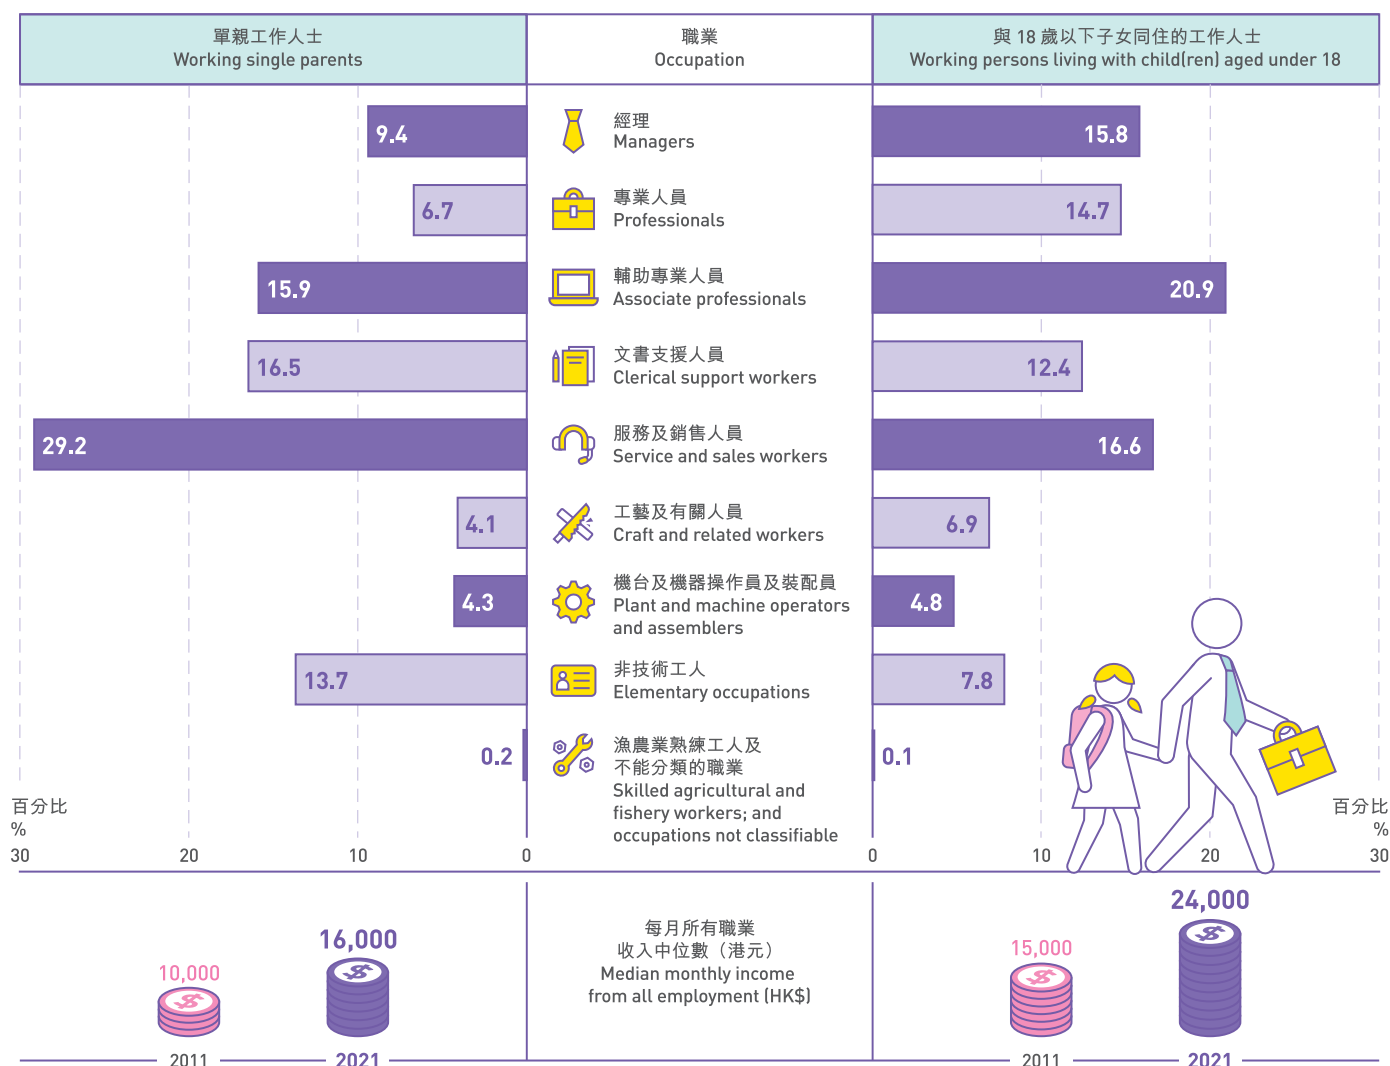 單親工作人士
Working single parents
職業
Occupation
與 18 歲以下子女同住的工作人士
Working persons living with child(ren) aged under 18
9.4
經理
Managers
15.8
6.7
專業人員
Professionals
14.7
15.9
輔助專業人員
Associate professionals
20.9
16.5
文書支援人員
Clerical support workers
12.4
29.2
服務及銷售人員
Service and sales workers
16.6
4.1
工藝及有關人員
Craft and related workers
6.9
4.3
機台及機器操作員及裝配員
Plant and machine operators
and assemblers
4.8
13.7
非技術工人
Elementary occupations
7.8
0.2
漁農業熟練工人及
不能分類的職業
Skilled agricultural and
fishery workers; and
occupations not classifiable
0.1
百分比
%
30 20 10 0
百分比
%
0 10 20 30
10,000
16,000
$
$
2011
2021
每月所有職業
收入中位數（港元）
Median monthly income
from all employment (HK$)
15,000
24,000
$
$
2011
2021